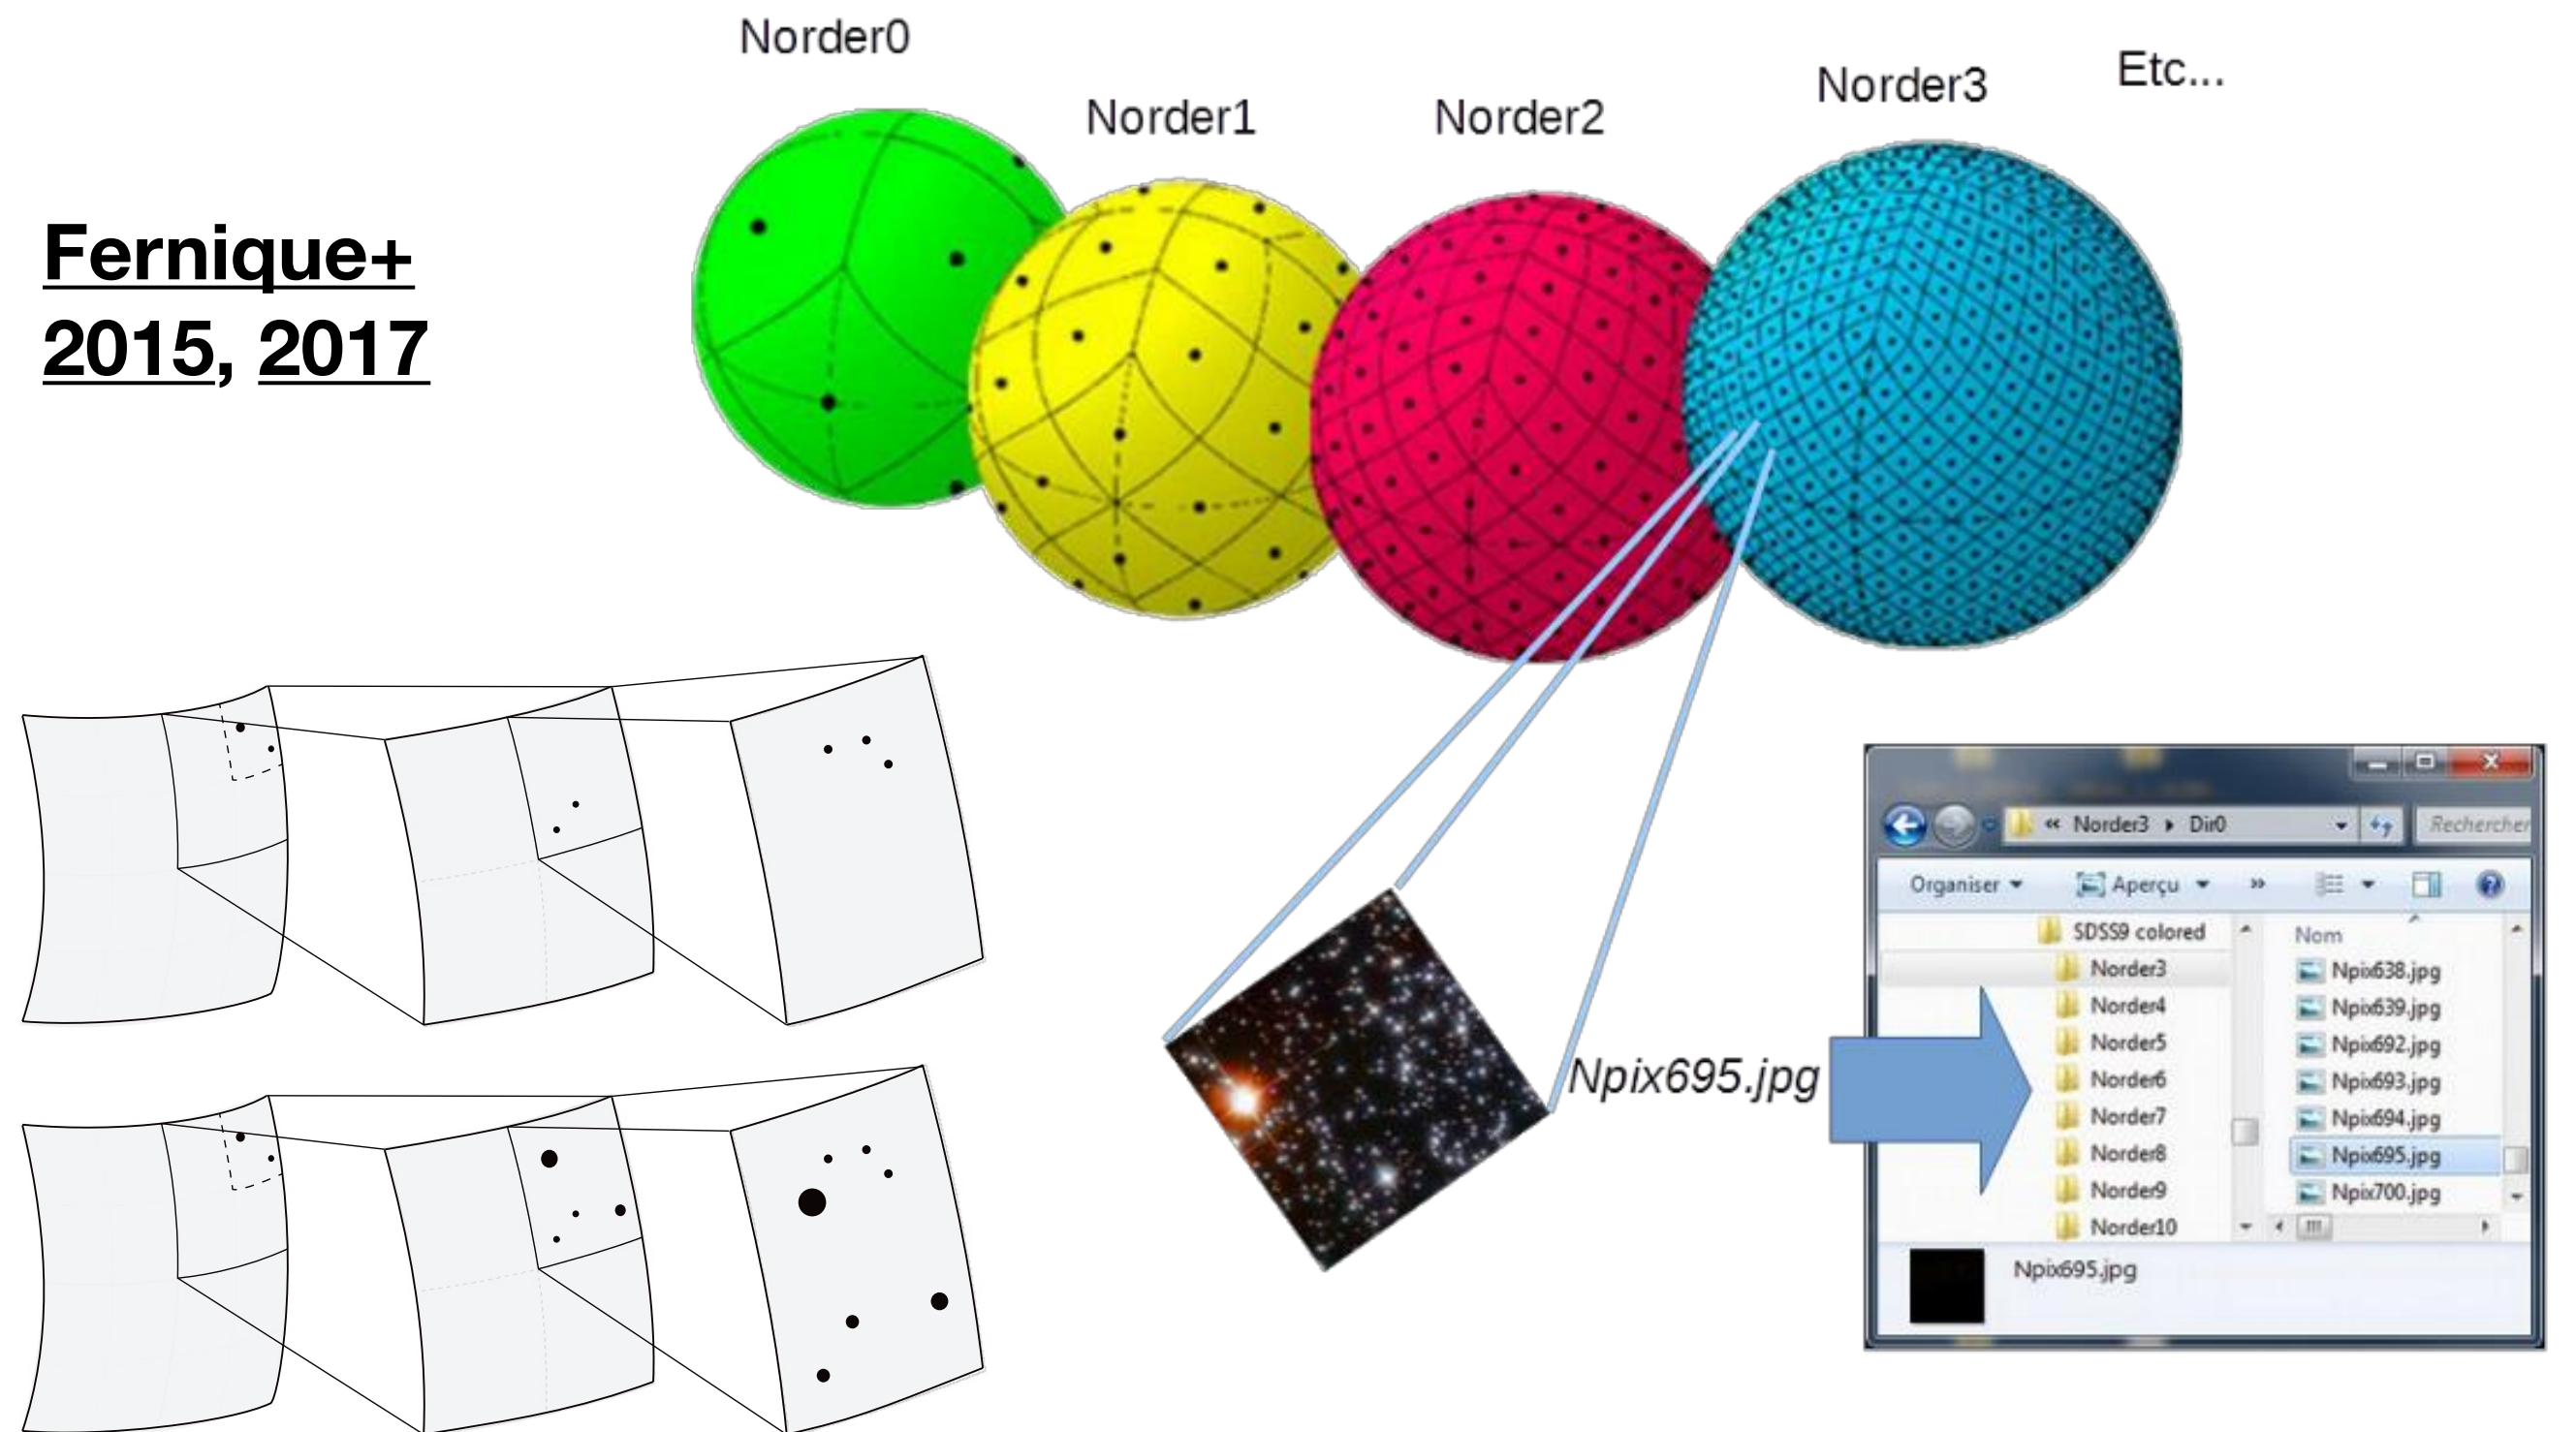 Norder0
Norder1
Norder2
Norder3
Etc...
Fernique+
2015, 2017
Npix695.jpg
« Norder3 Dir0
Rechercher
Organiser Aperçu »
SDSS9 colored
Norder3
Norder4
Norder5
Norder6
Norder7
Norder8
Norder9
Norder10
Nom
Npix638.jpg
Npix639.jpg
Npix692.jpg
Npix693.jpg
Npix694.jpg
Npix695.jpg
Npix700.jpg
Npix695.jpg